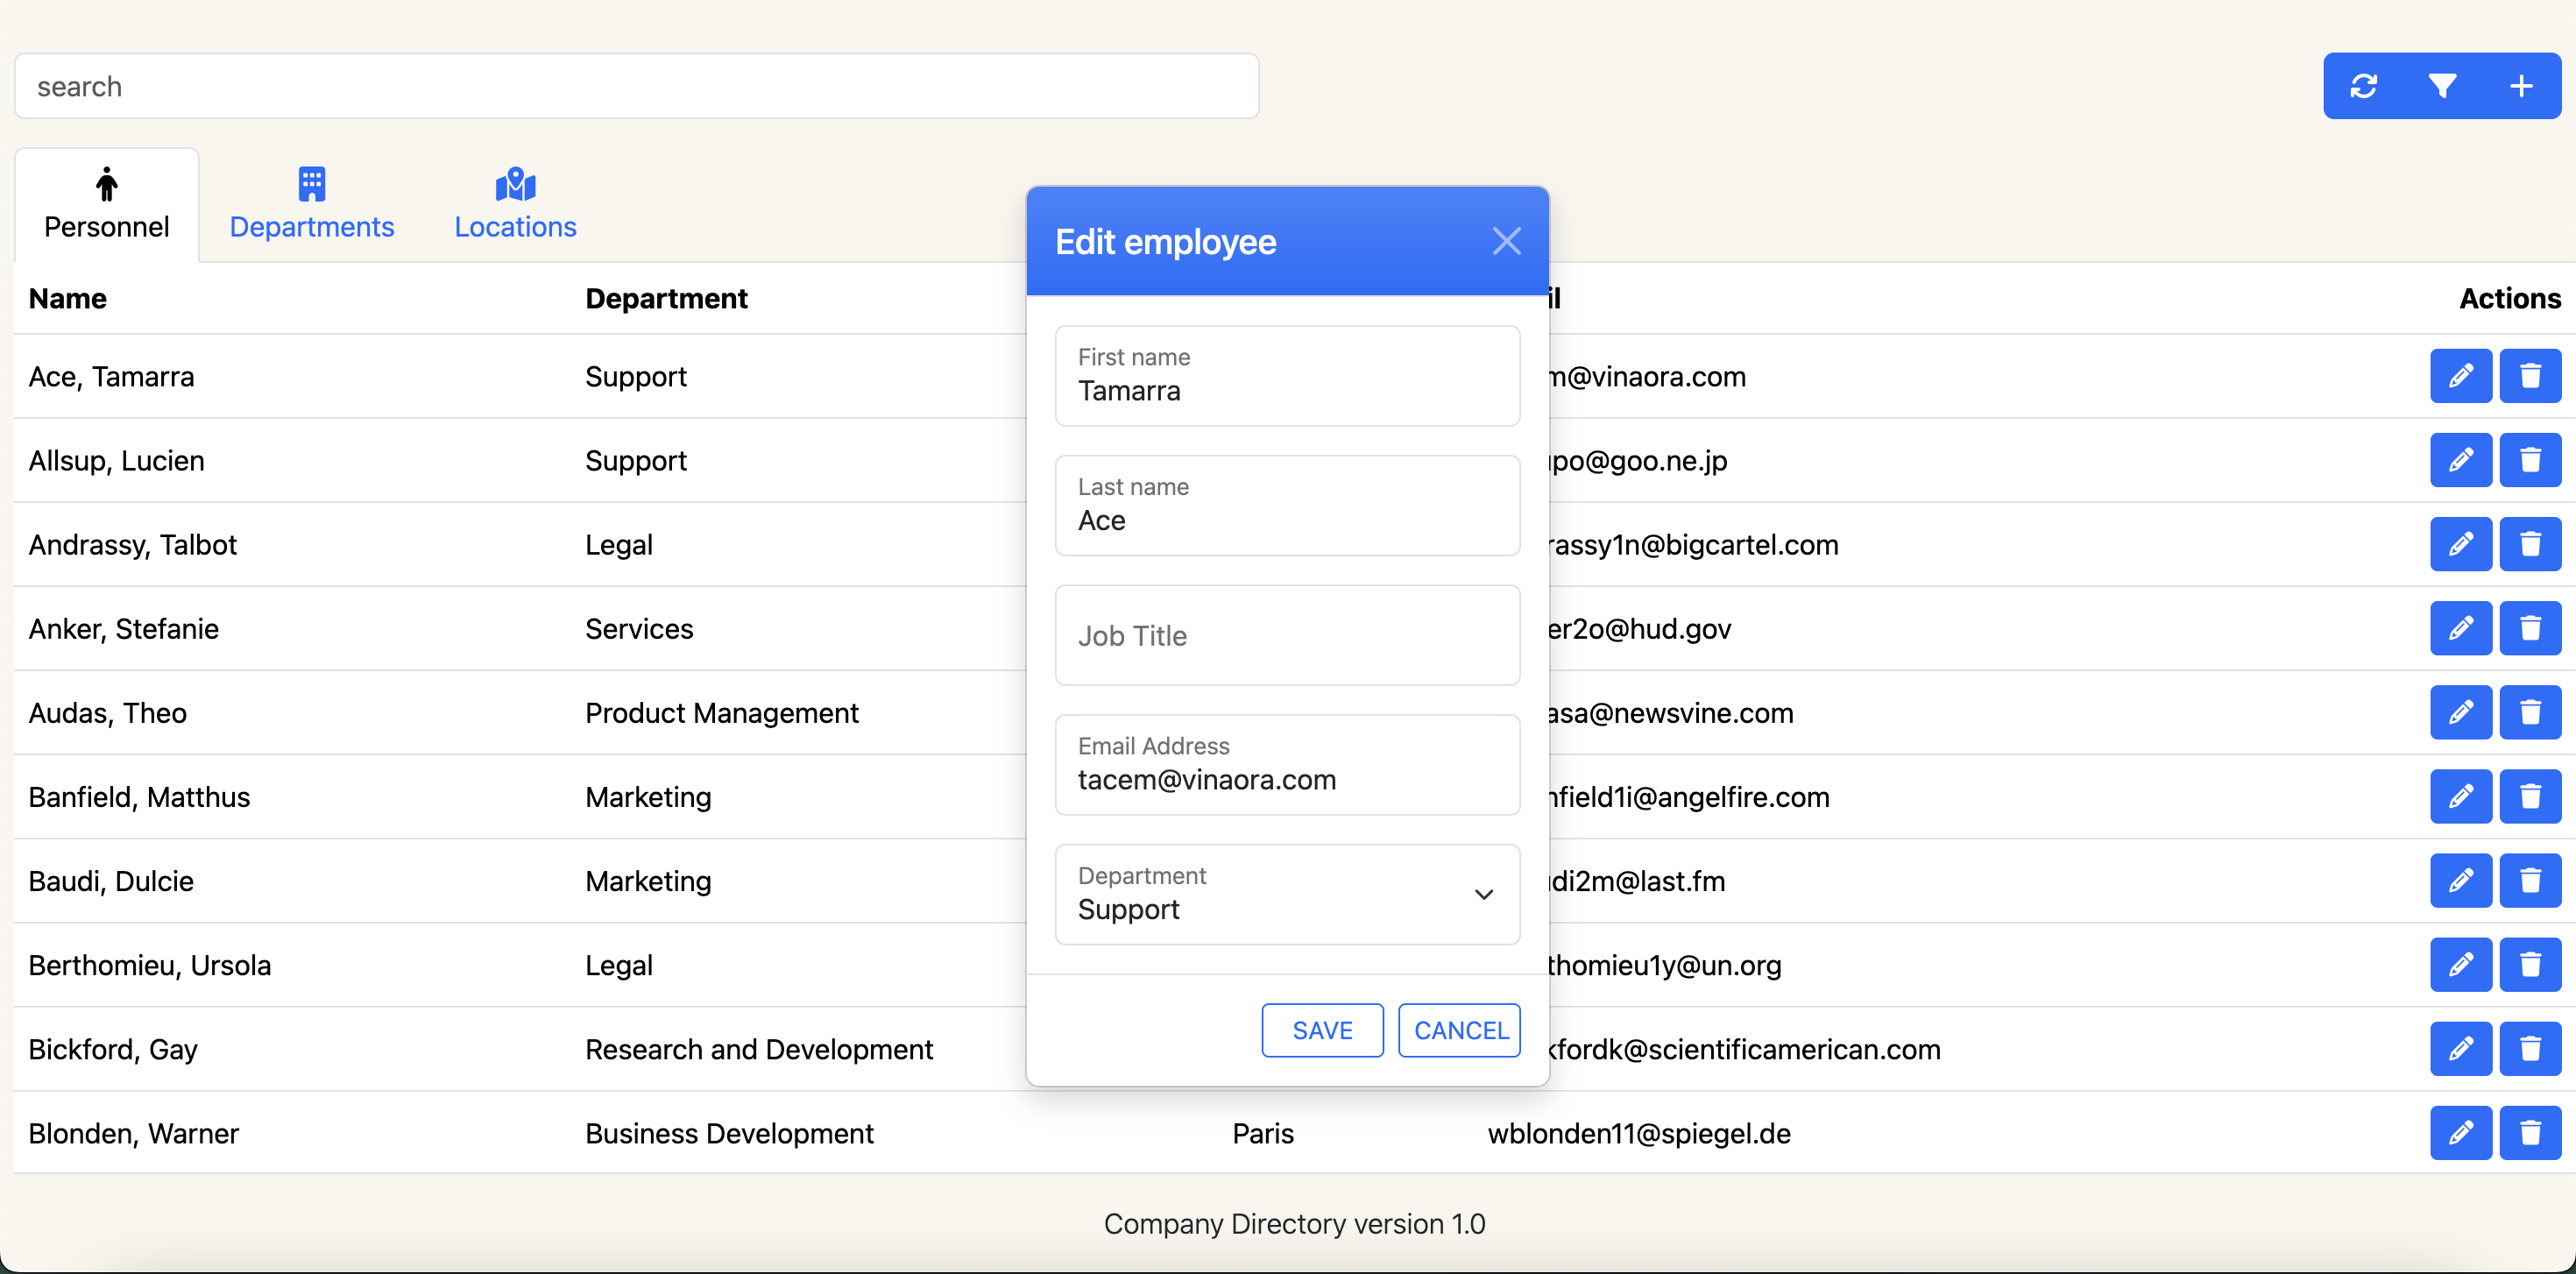 search
Personnel Departments Locations
Name Department Actions
Ace, Tamarra Support m@vinaora.com
Allsup, Lucien Support po@goo.ne.jp
Andrassy, Talbot Legal rassy1n@bigcartel.com
Anker, Stefanie Services er2o@hud.gov
Audas, Theo Product Management asa@newsvine.com
Banfield, Matthus Marketing nfield1i@angelfire.com
Baudi, Dulcie Marketing di2m@last.fm
Berthomieu, Ursola Legal thomieu1y@un.org
Bickford, Gay Research and Development kfordk@scientificamerican.com
Blonden, Warner Business Development Paris wblonden11@spiegel.de
Edit employee
First name
Tamarra
Last name
Ace
Job Title
Email Address
tacem@vinaora.com
Department
Support
SAVE CANCEL
Company Directory version 1.0